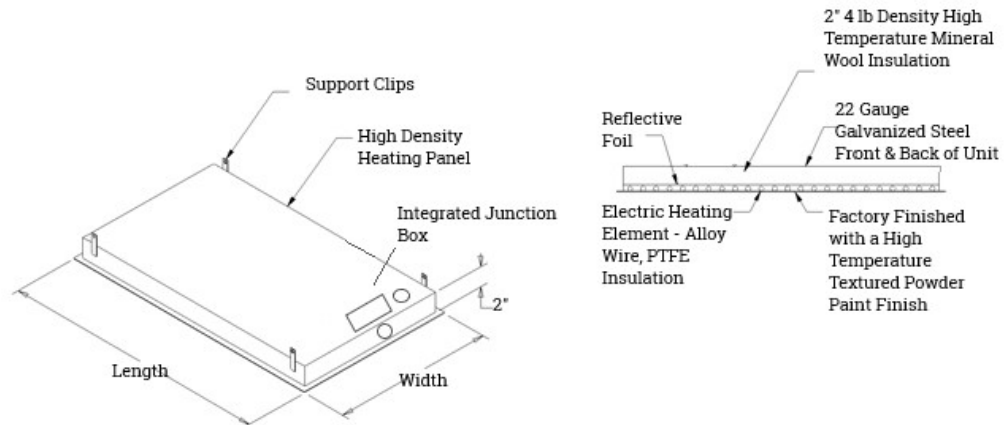 Support Clips
High Density
Heating Panel
Integrated Junction
Box
2"
Length
Width
2" 4 lb Density High
Temperature Mineral
Wool Insulation
Reflective
Foil
22 Gauge
Galvanized Steel
Front & Back of Unit
Electric Heating
Element - Alloy
Wire, PTFE
Insulation
Factory Finished
with a High
Temperature
Textured Powder
Paint Finish